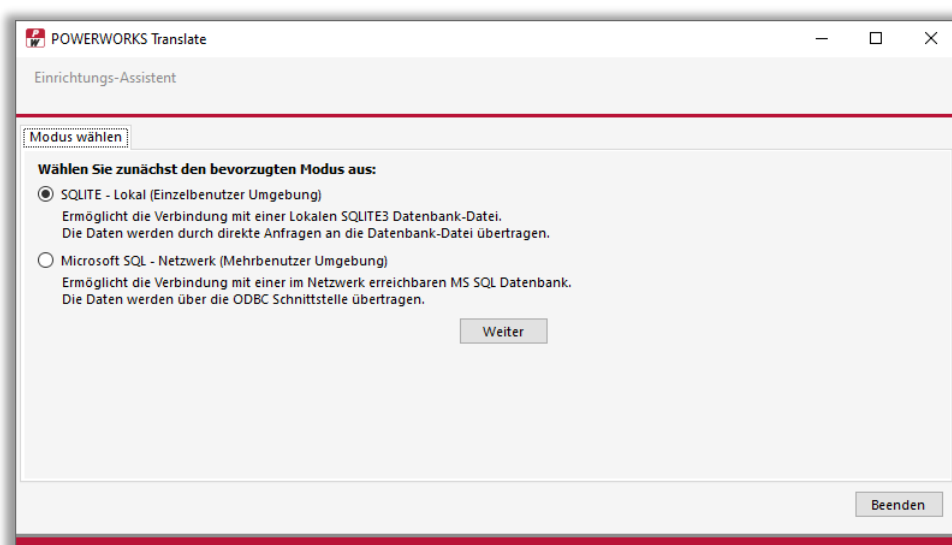 P
W
POWERWORKS Translate
Einrichtungs-Assistent
Modus wählen
Wählen Sie zunächst den bevorzugten Modus aus:
SQLITE - Lokal (Einzelbenutzer Umgebung)
Ermöglicht die Verbindung mit einer Lokalen SQLITE3 Datenbank-Datei.
Die Daten werden durch direkte Anfragen an die Datenbank-Datei übertragen.
Microsoft SQL - Netzwerk (Mehrbenutzer Umgebung)
Ermöglicht die Verbindung mit einer im Netzwerk erreichbaren MS SQL Datenbank.
Die Daten werden über die ODBC Schnittstelle übertragen.
Weiter
Beenden